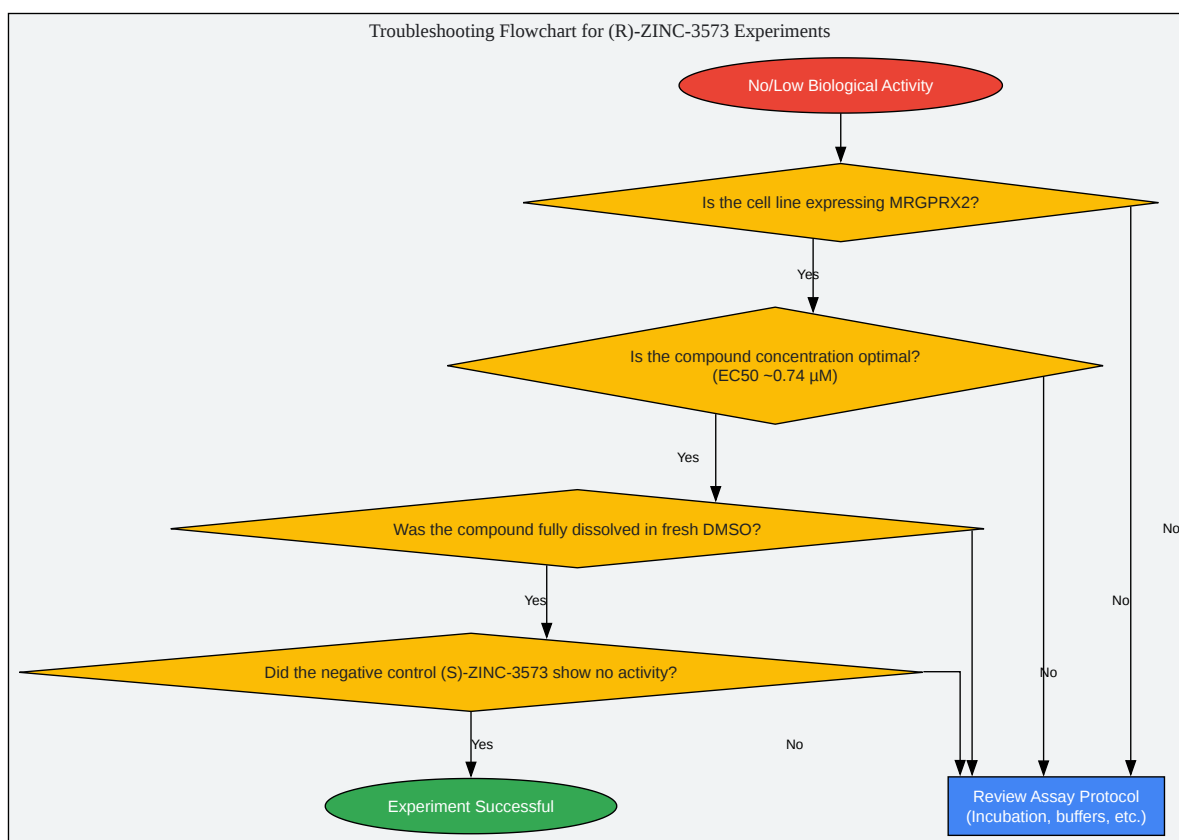 Troubleshooting Flowchart for (R)-ZINC-3573 Experiments
No/Low Biological Activity
Is the cell line expressing MRGPRX2?
Yes
Is the compound concentration optimal?
(EC50 ~0.74 µM)
Yes
Was the compound fully dissolved in fresh DMSO?
No
Yes
No
Did the negative control (S)-ZINC-3573 show no activity?
No
Yes
No
Experiment Successful
Review Assay Protocol
(Incubation, buffers, etc.)